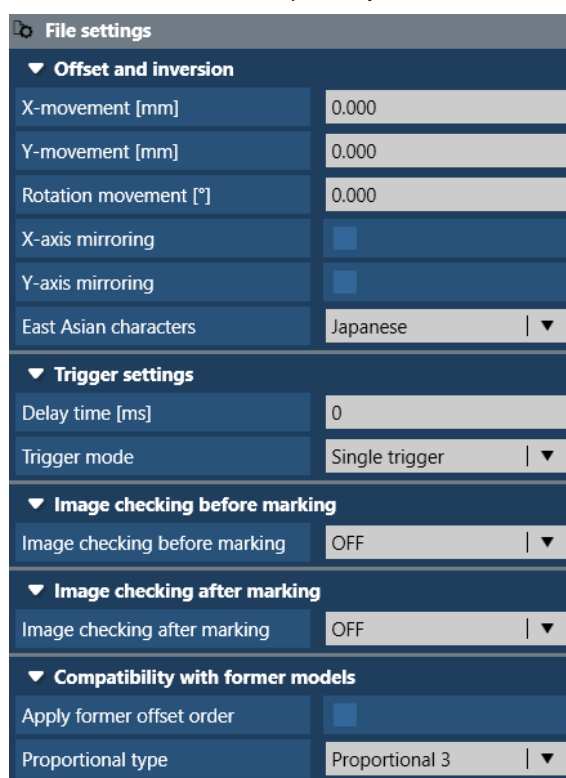 File settings
Offset and inversion
X-movement [mm] 0.000
Y-movement [mm] 0.000
Rotation movement [°] 0.000
X-axis mirroring
Y-axis mirroring
East Asian characters Japanese
Trigger settings
Delay time [ms] 0
Trigger mode Single trigger
Image checking before marking
Image checking before marking OFF
Image checking after marking
Image checking after marking OFF
Compatibility with former models
Apply former offset order
Proportional type Proportional 3